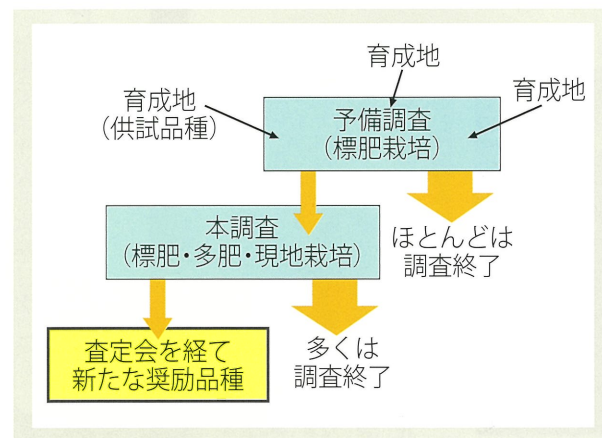 育成地
育成地
(供試品種)
育成地
予備調査
(標肥栽培)
本調査
(標肥・多肥・現地栽培)
ほとんどは
調査終了
査定会を経て
新たな奨励品種
多くは
調査終了